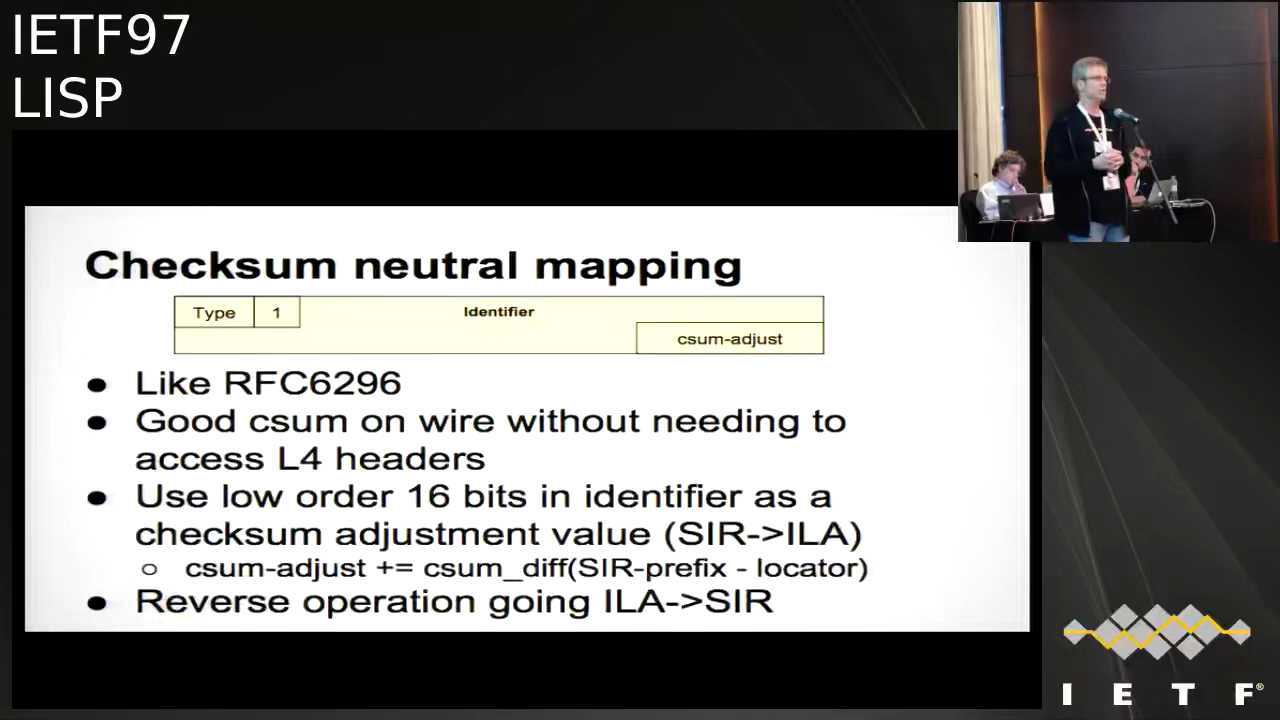 IETF97
LISP
Checksum neutral mapping
Type 1 Identifier
csum-adjust
● Like RFC6296
● Good csum on wire without needing to
access L4 headers
● Use low order 16 bits in identifier as a
checksum adjustment value (SIR->ILA)
○ csum-adjust += csum_diff(SIR-prefix - locator)
● Reverse operation going ILA->SIR
I E T F®